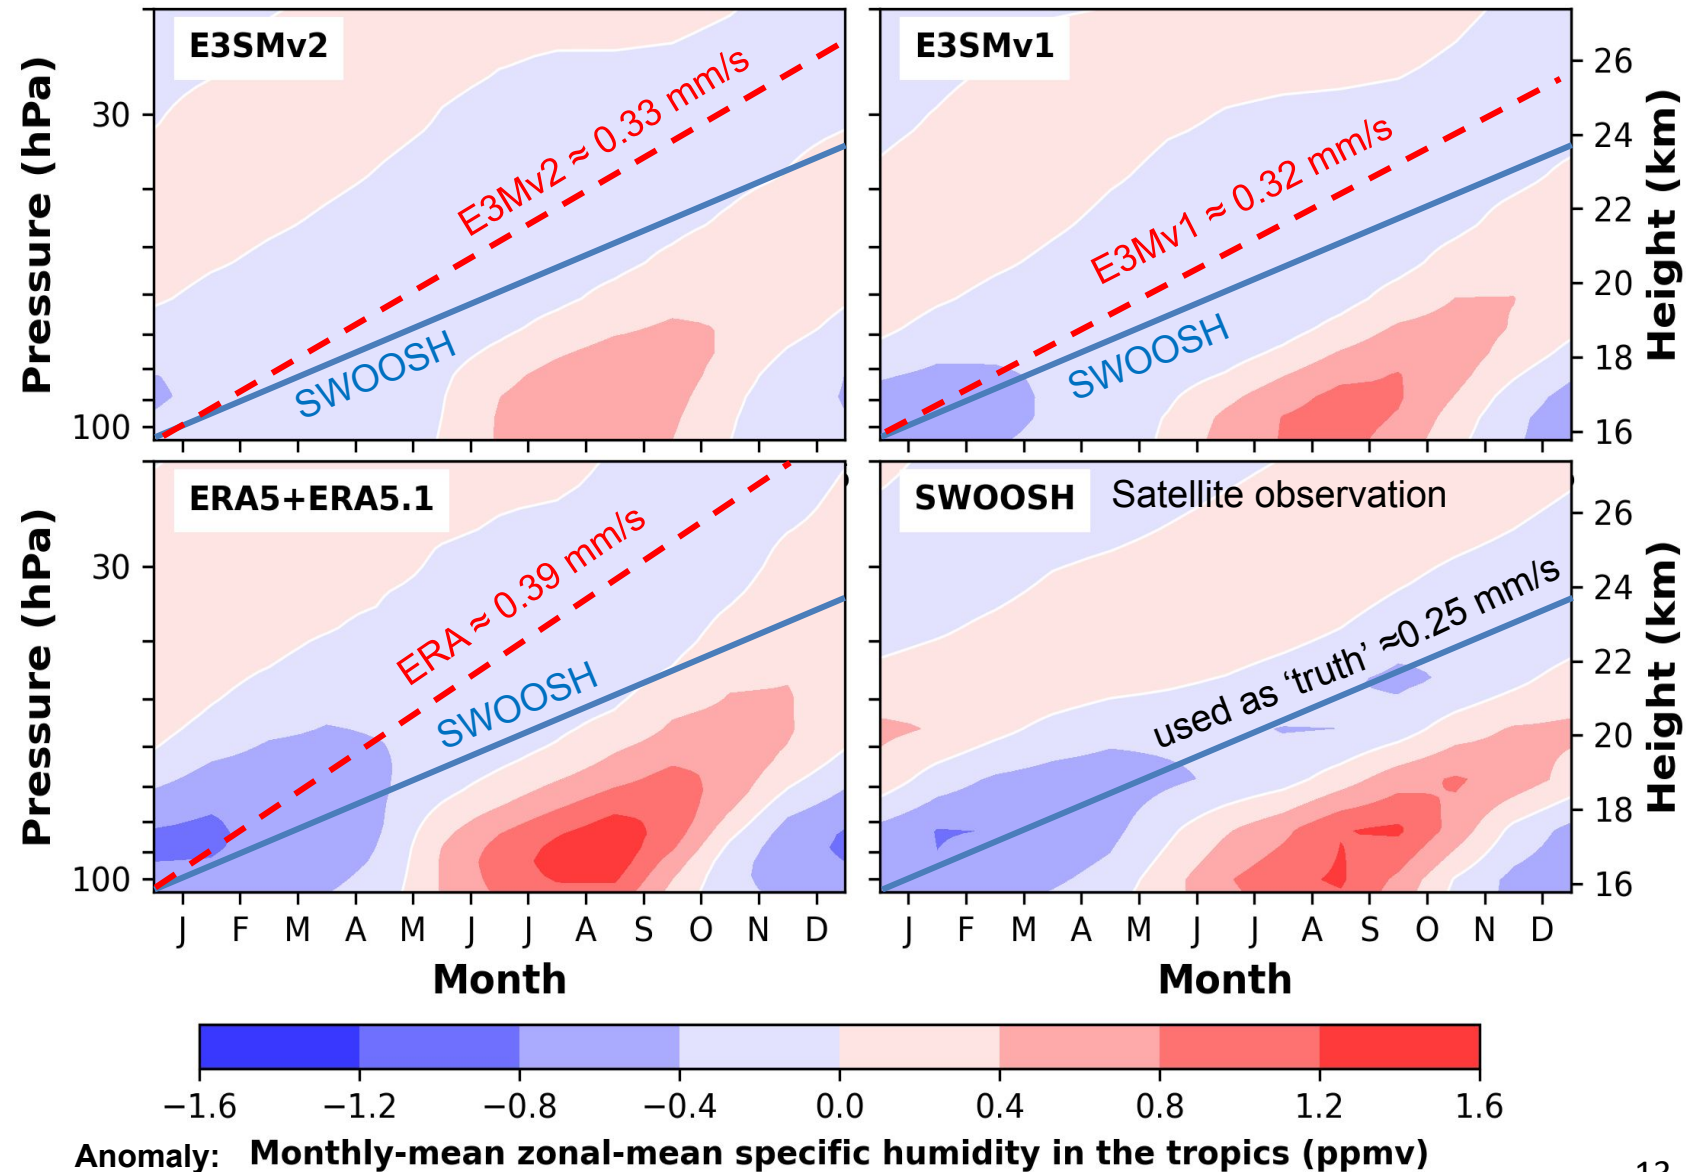 E3SMv2
E3SMv1
Pressure (hPa)
30
100
E3Mv2 ≈ 0.33 mm/s
SWOOSH
E3Mv1 ≈ 0.32 mm/s
SWOOSH
26
24
22
20
18
16
Height (km)
ERA5+ERA5.1
SWOOSH Satellite observation
Pressure (hPa)
30
100
ERA ≈ 0.39 mm/s
SWOOSH
used as ‘truth’ ≈0.25 mm/s
26
24
22
20
18
16
Height (km)
J F M A M J J A S O N D
J F M A M J J A S O N D
Month
Month
−1.6 −1.2 −0.8 −0.4 0.0 0.4 0.8 1.2 1.6
Anomaly: Monthly-mean zonal-mean specific humidity in the tropics (ppmv)